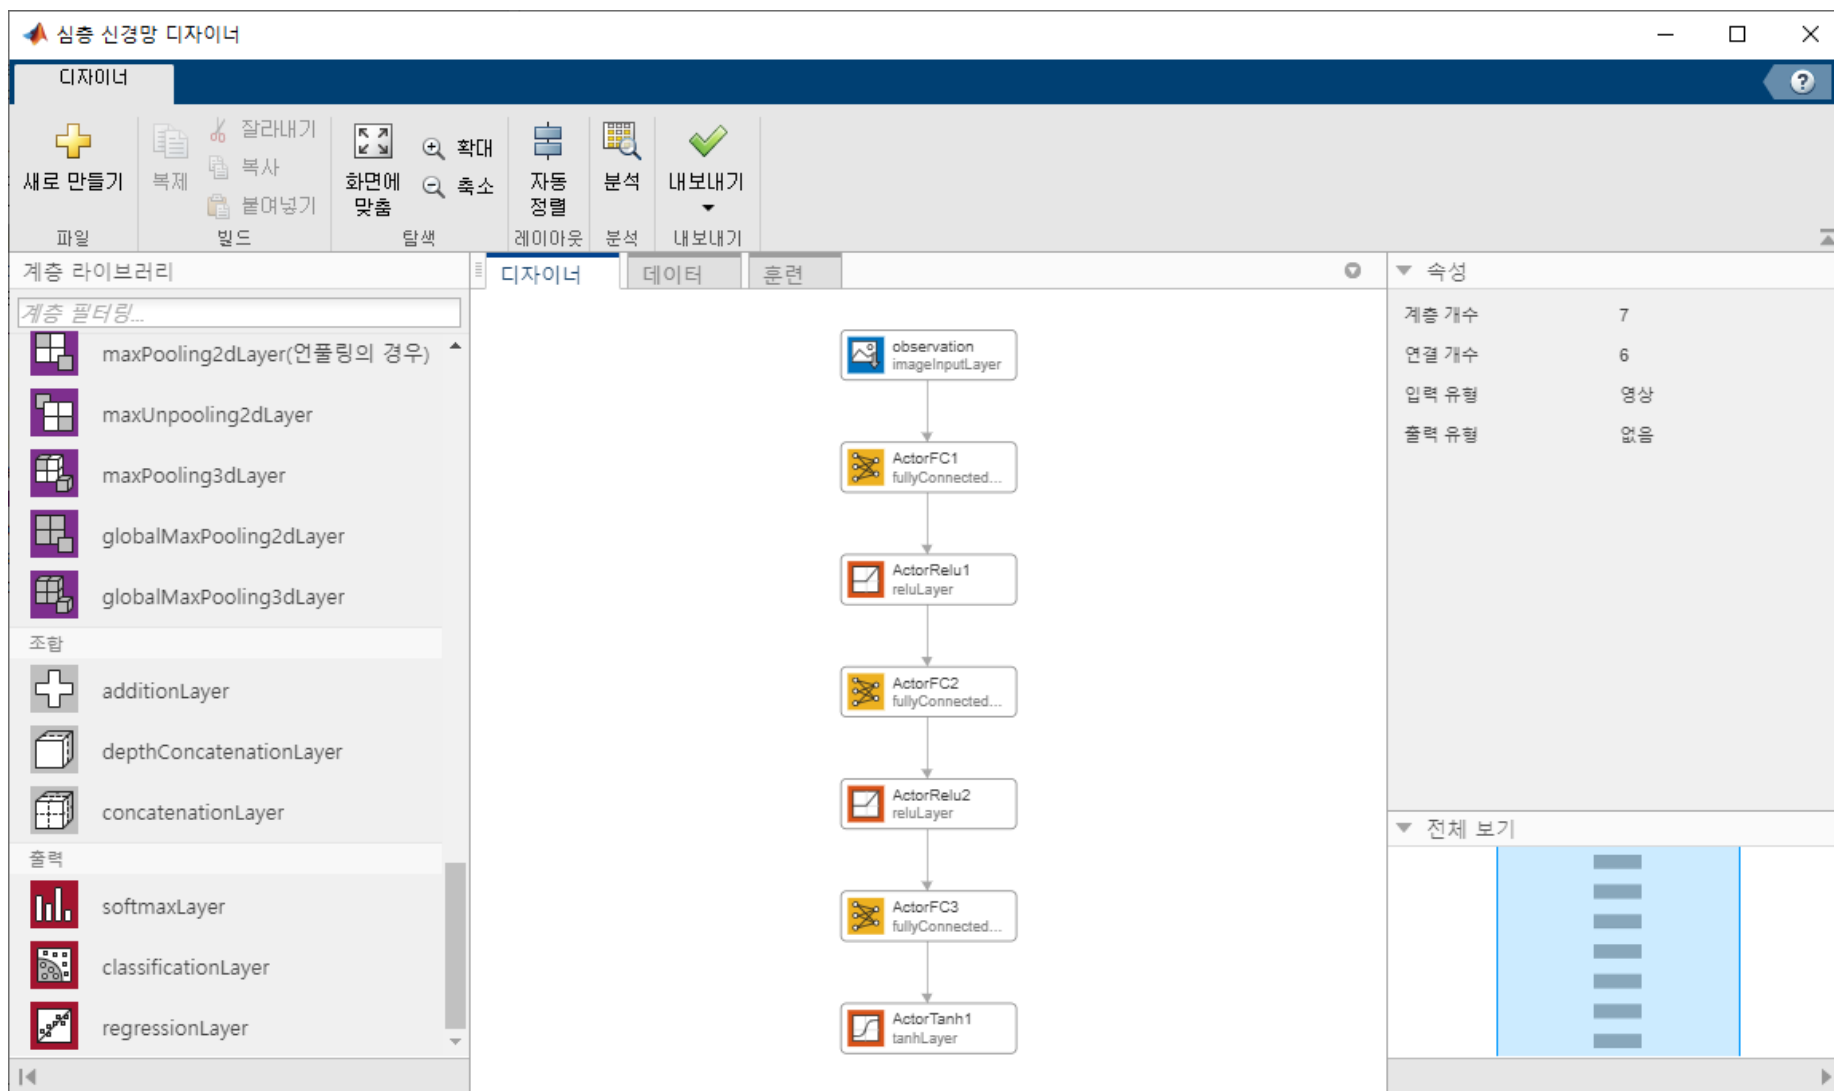 심층 신경망 디자이너
디자이너
새로 만들기
복제
잘라내기
복사
붙여넣기
화면에
맞춤
확대
축소
자동
정렬
분석
내보내기
파일
빌드
탐색
레이아웃
분석
내보내기
계층 라이브러리
계층 필터링...
maxPooling2dLayer(언풀링의 경우)
maxUnpooling2dLayer
maxPooling3dLayer
globalMaxPooling2dLayer
globalMaxPooling3dLayer
조합
additionLayer
depthConcatenationLayer
concatenationLayer
출력
softmaxLayer
classificationLayer
regressionLayer
디자이너
데이터
훈련
observation
imageInputLayer
ActorFC1
fullyConnected...
ActorRelu1
reluLayer
ActorFC2
fullyConnected...
ActorRelu2
reluLayer
ActorFC3
fullyConnected...
ActorTanh1
tanhLayer
속성
계층 개수 7
연결 개수 6
입력 유형 영상
출력 유형 없음
전체 보기